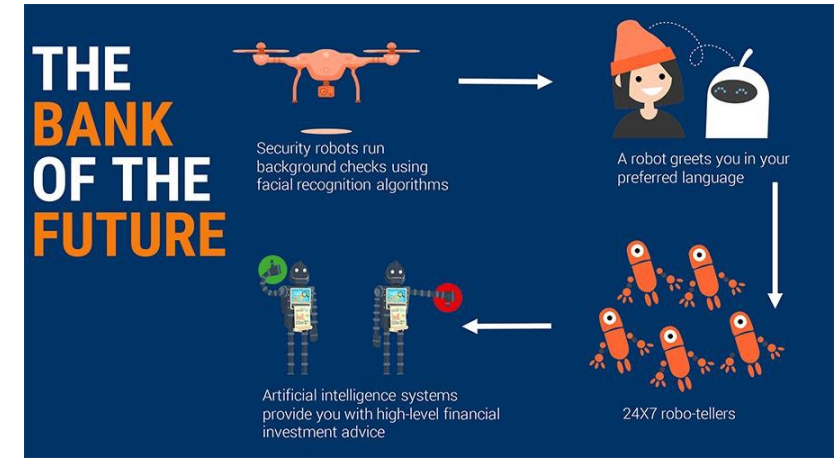 THE
BANK
OF THE
FUTURE
Security robots run
background checks using
facial recognition algorithms
A robot greets you in your
preferred language
24X7 robo-tellers
Artificial intelligence systems
provide you with high-level financial
investment advice